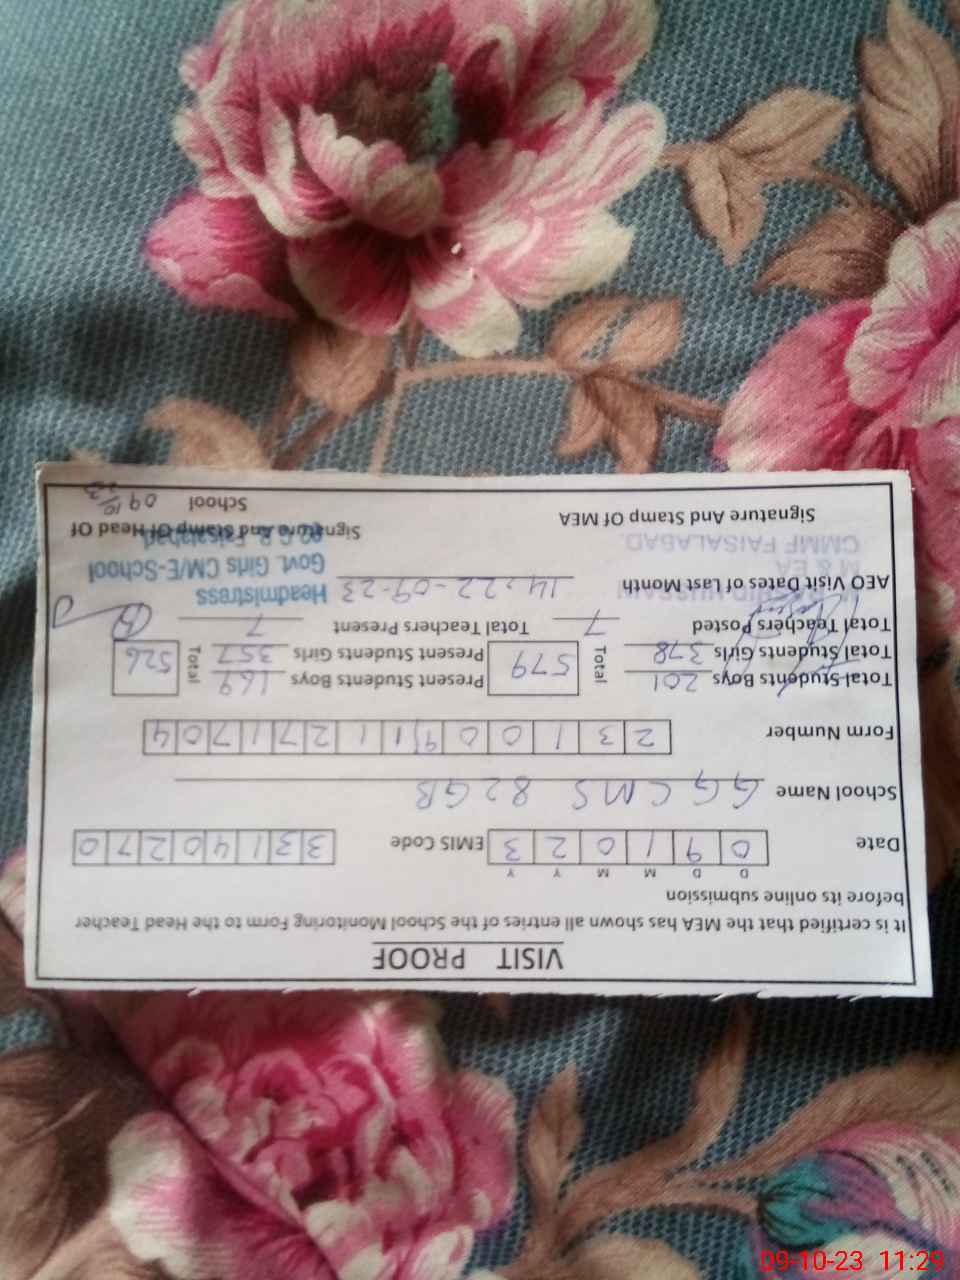 VISIT PROOF
It is certified that the MEA has shown all entries of the School Monitoring Form to the Head Teacher
before its online submission
D D M M Y Y
Date 0 9 1 0 2 3 EMIS Code 3 3 1 4 0 2 7 0
School Name GGCMS 82GB
Form Number 2 3 1 0 0 9 1 1 2 7 1 7 0 4
Total Students Boys 201 Total 579 Present Students Boys 169 Total 526
Total Students Girls 378 Present Students Girls 357
Total Teachers Posted 7 Total Teachers Present 7
AEO Visit Dates of Last Month 14,22-09-23
Headmistress
Govt. Girls CM/E-School
82 G.B. Faisalabad
M & EA
CMMF FAISALABAD.
Signature And Stamp Of MEA Signature And Stamp Of Head Of
School 09
09-10-23 11:29